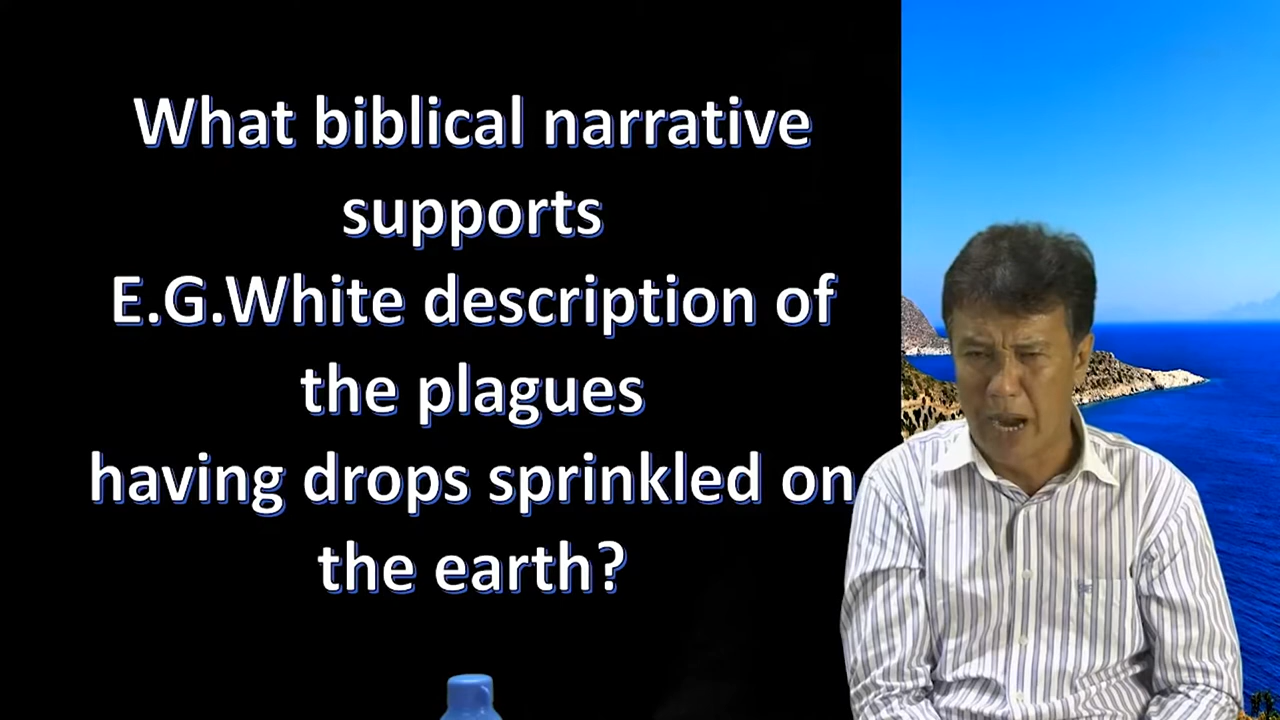 What biblical narrative
supports
E.G.White description of
the plagues
having drops sprinkled on
the earth?